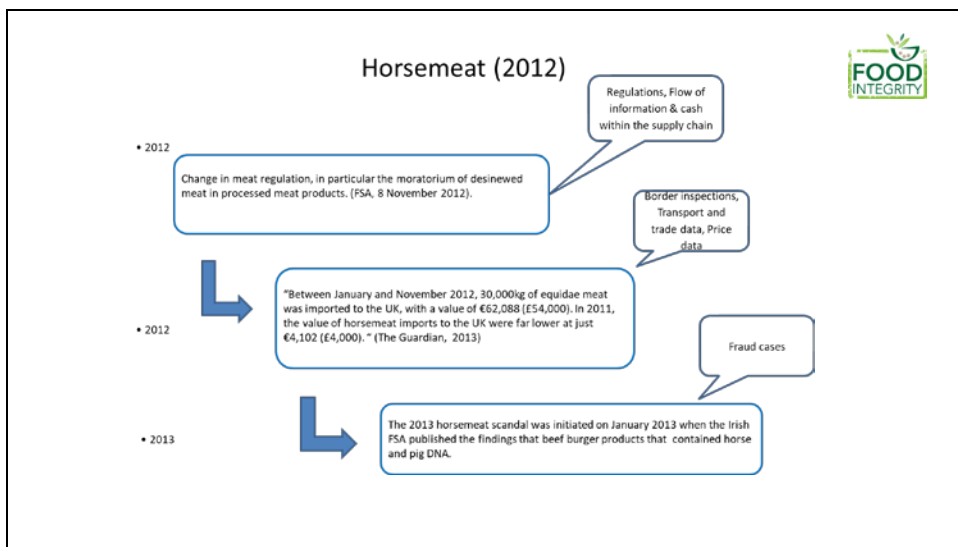 Horsemeat (2012)
FOOD
INTEGRITY
Regulations, Flow of
information & cash
within the supply chain
• 2012
Change in meat regulation, in particular the moratorium of desinewed
meat in processed meat products. (FSA, 8 November 2012).
Border inspections,
Transport and
trade data, Price
data
"Between January and November 2012, 30,000kg of equidae meat
was imported to the UK, with a value of €62,088 (£54,000). In 2011,
the value of horsemeat imports to the UK were far lower at just
€4,102 (£4,000). " (The Guardian, 2013)
• 2012
Fraud cases
The 2013 horsemeat scandal was initiated on January 2013 when the Irish
FSA published the findings that beef burger products that contained horse
and pig DNA.
• 2013